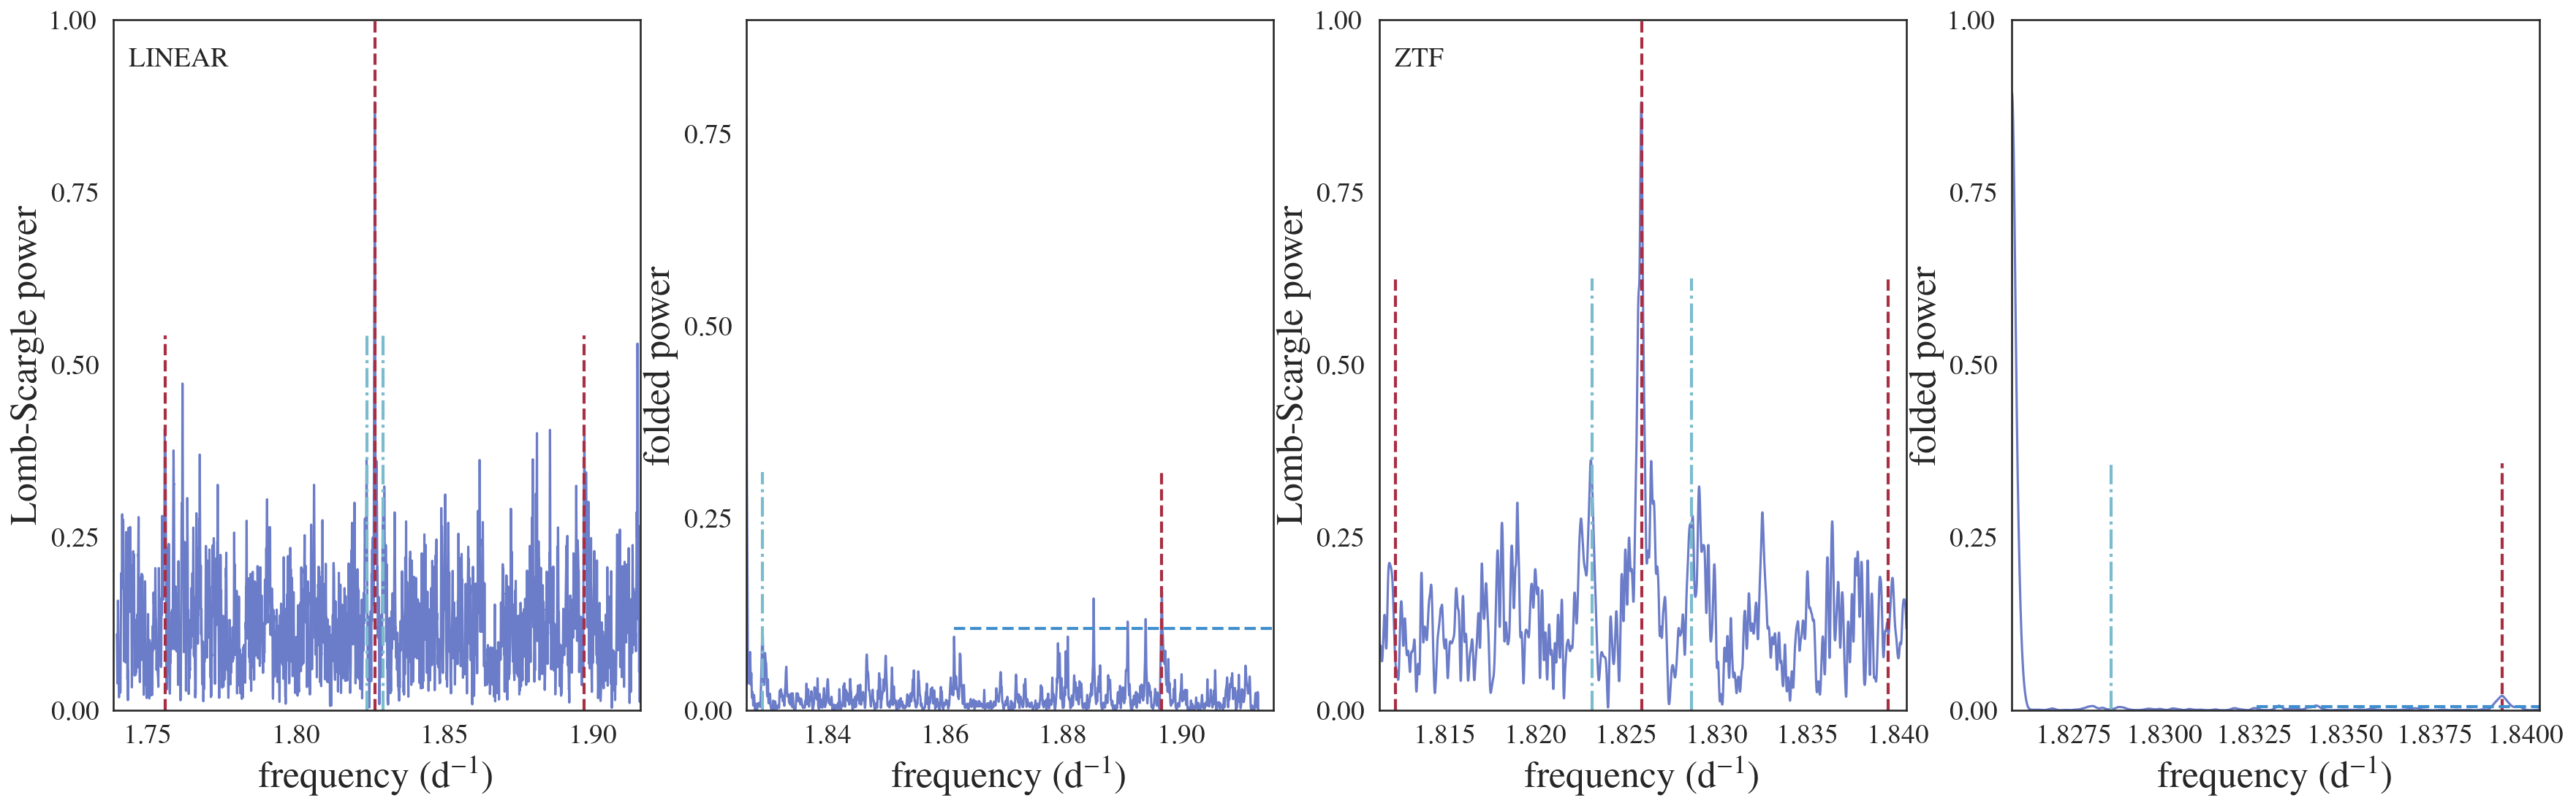 LINEAR
Lomb-Scargle power
1.00
0.75
0.50
0.25
0.00
1.75 1.80 1.85 1.90
frequency (d⁻¹)
folded power
0.75
0.50
0.25
0.00
1.84 1.86 1.88 1.90
frequency (d⁻¹)
ZTF
Lomb-Scargle power
1.00
0.75
0.50
0.25
0.00
1.815 1.820 1.825 1.830 1.835 1.840
frequency (d⁻¹)
folded power
1.00
0.75
0.50
0.25
0.00
1.8275 1.8300 1.8325 1.8350 1.8375 1.8400
frequency (d⁻¹)